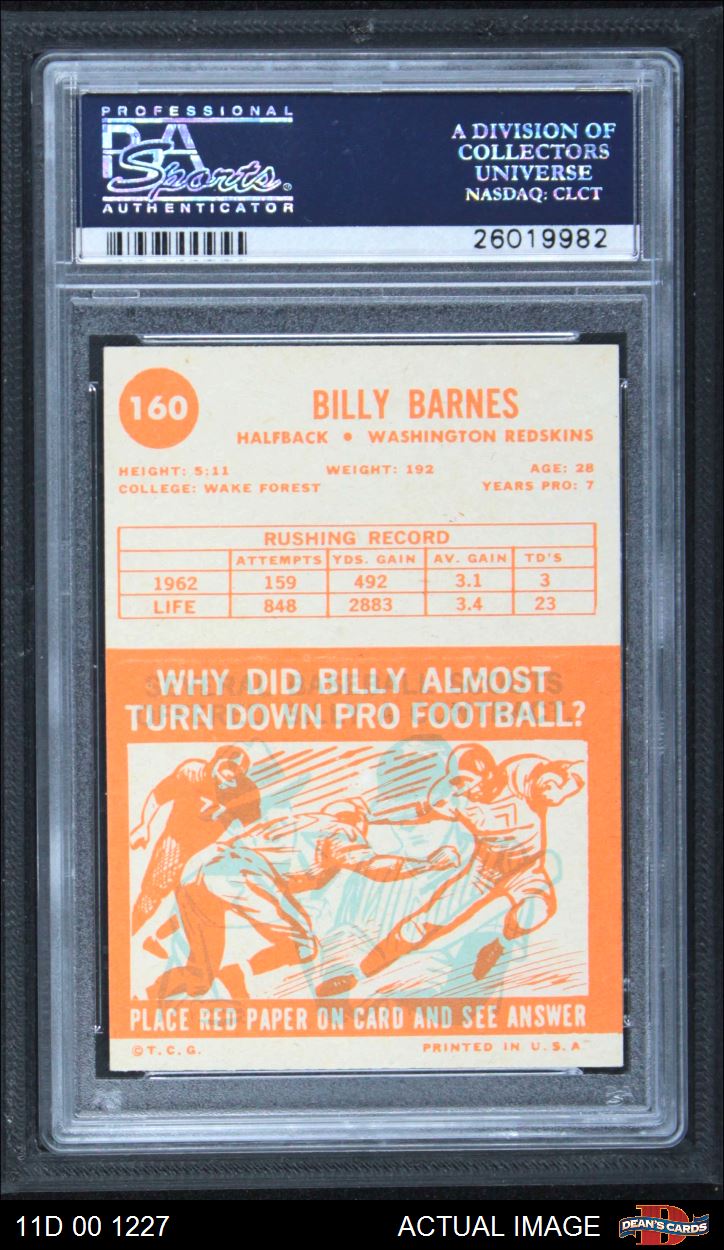 PROFESSIONAL
PSA
Sports
AUTHENTICATOR
A DIVISION OF
COLLECTORS
UNIVERSE
NASDAQ: CLCT
26019982
160
BILLY BARNES
HALFBACK • WASHINGTON REDSKINS
HEIGHT: 5:11 WEIGHT: 192 AGE: 28
COLLEGE: WAKE FOREST YEARS PRO: 7
RUSHING RECORD
ATTEMPTS YDS. GAIN AV. GAIN TD'S
1962 159 492 3.1 3
LIFE 848 2883 3.4 23
WHY DID BILLY ALMOST
TURN DOWN PRO FOOTBALL?
PLACE RED PAPER ON CARD AND SEE ANSWER
©T.C.G. PRINTED IN U.S.A
11D 00 1227 ACTUAL IMAGE DEAN'S CARDS